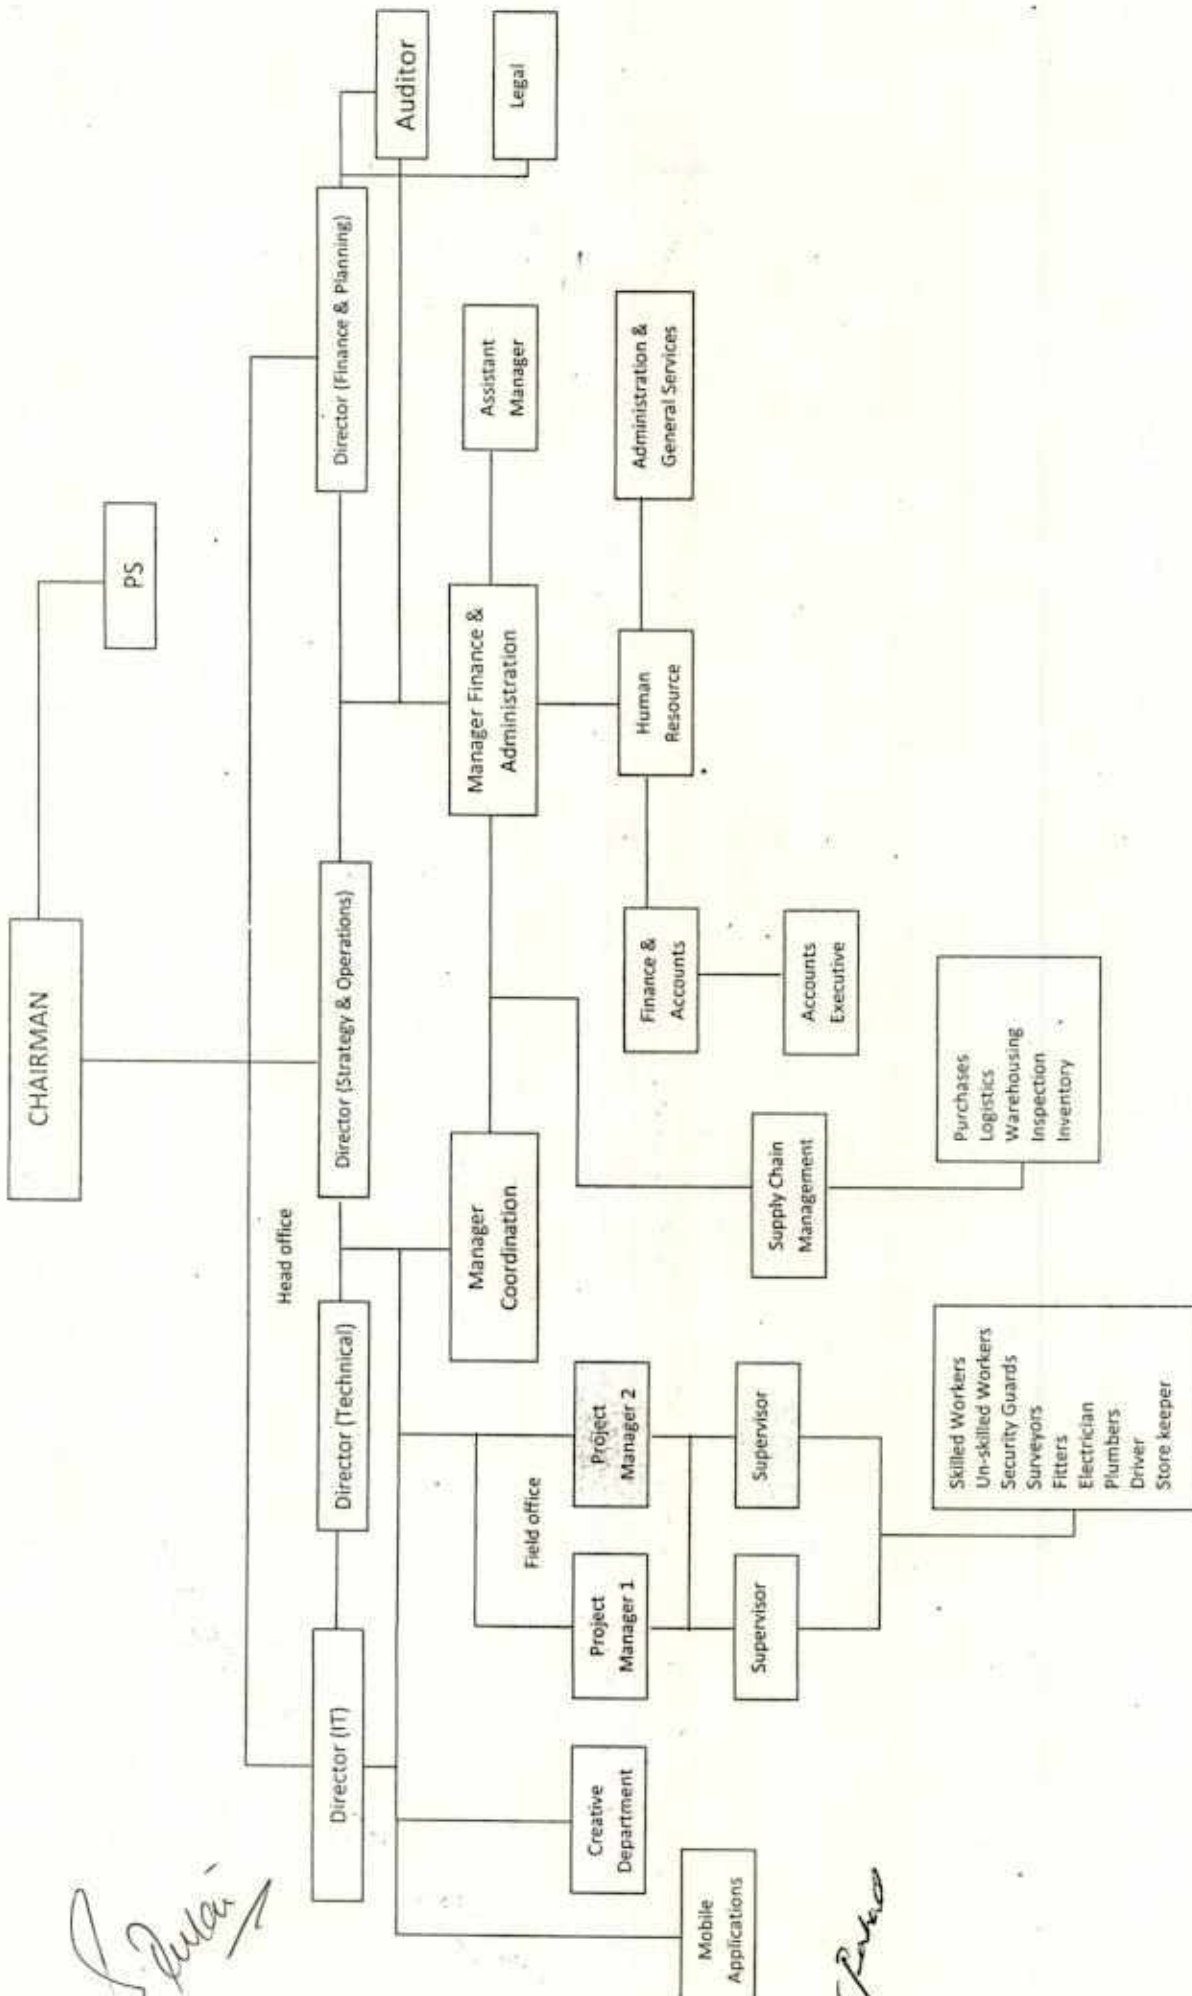 CHAIRMAN
PS
Head office
Director (IT)
Director (Technical)
Director (Strategy & Operations)
Director (Finance & Planning)
Auditor
Legal
Manager
Coordination
Manager Finance &
Administration
Assistant
Manager
Field office
Creative
Department
Project
Manager 1
Project
Manager 2
Finance &
Accounts
Human
Resource
Administration &
General Services
Mobile
Applications
Supervisor
Supervisor
Supply Chain
Management
Accounts
Executive
Skilled Workers
Un-skilled Workers
Security Guards
Surveyors
Fitters
Electrician
Plumbers
Driver
Store keeper
Purchases
Logistics
Warehousing
Inspection
Inventory